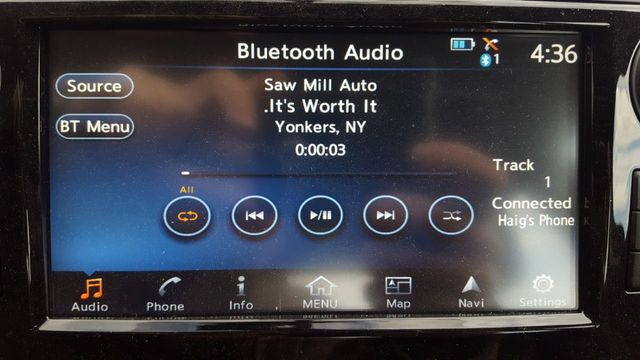 Bluetooth Audio
1
4:36
Source
Saw Mill Auto
.It's Worth It
BT Menu
Yonkers, NY
0:00:03
Track
1
All
Connected
Haig's Phone
Audio
Phone
Info
MENU
Map
Navi
Settings